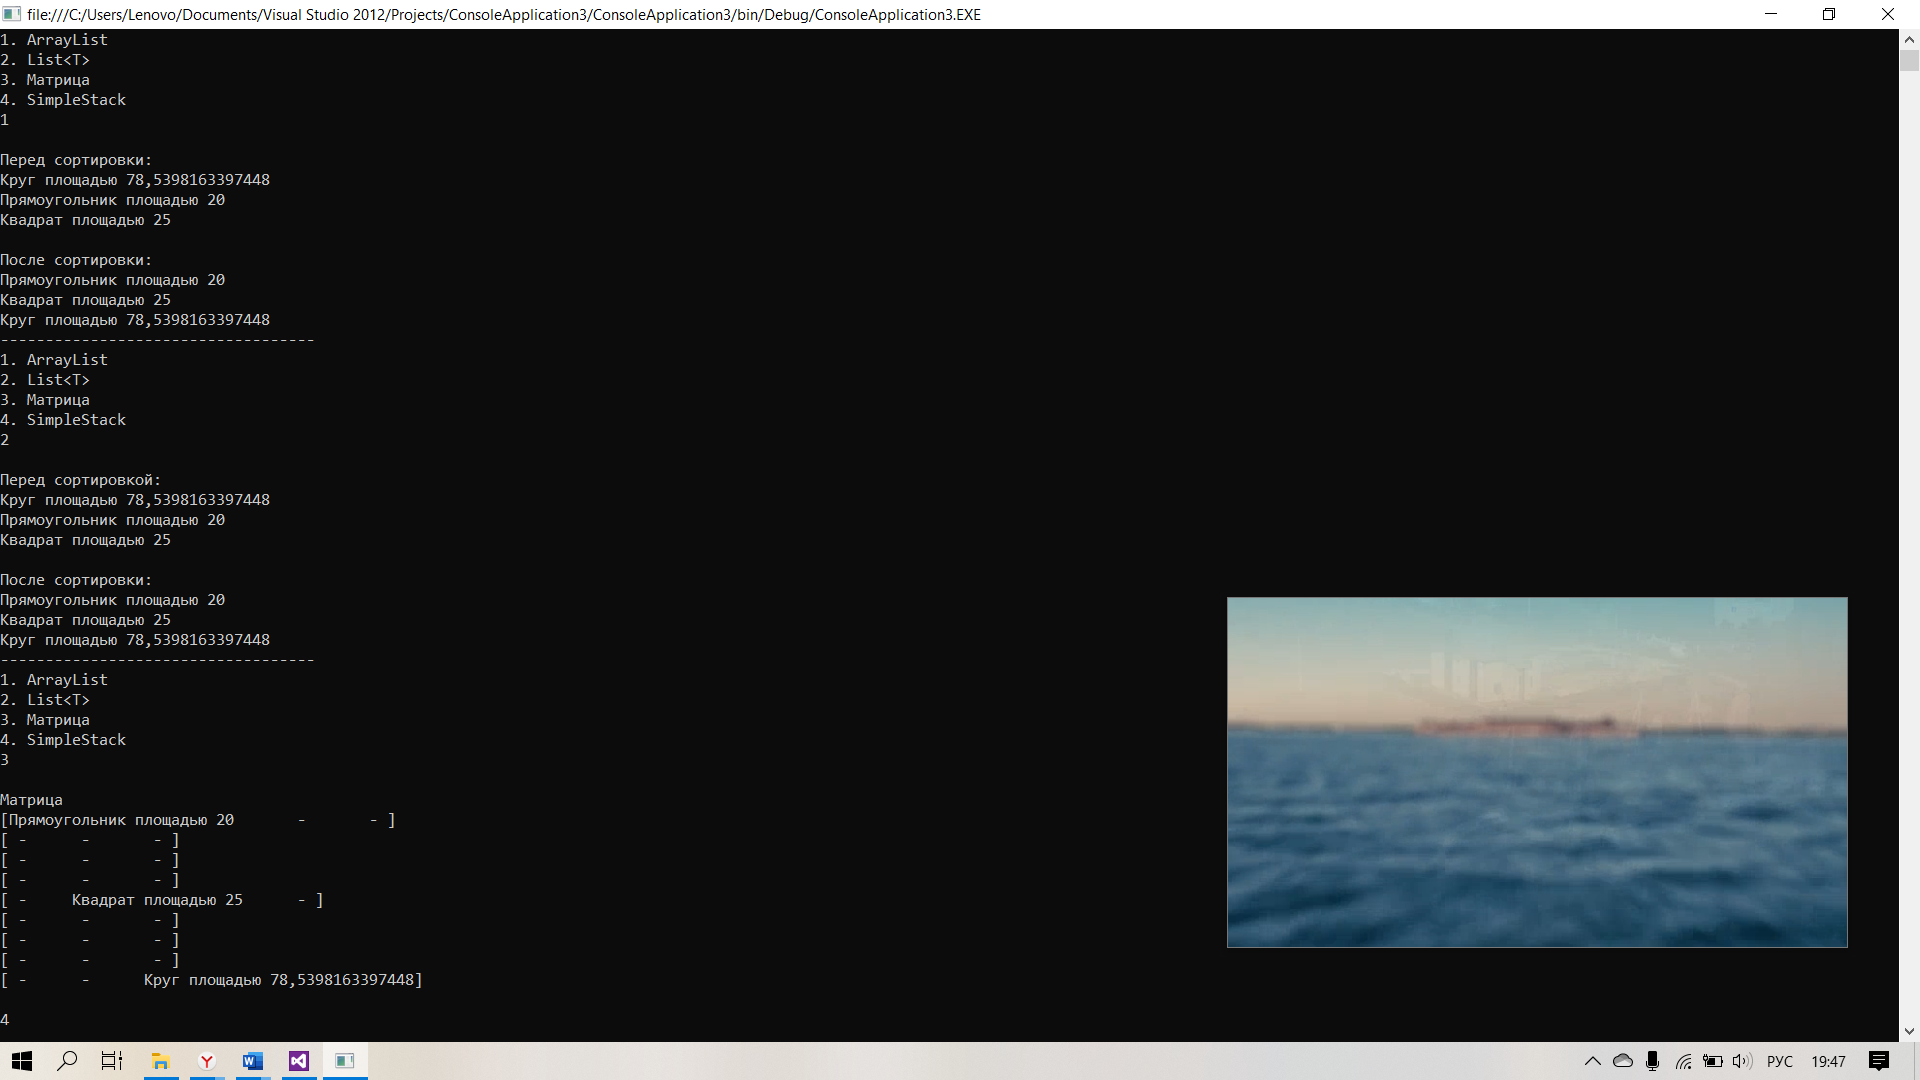 file:///C:/Users/Lenovo/Documents/Visual Studio 2012/Projects/ConsoleApplication3/ConsoleApplication3/bin/Debug/ConsoleApplication3.EXE
1. ArrayList
2. List<T>
3. Матрица
4. SimpleStack
1
Перед сортировки:
Круг площадью 78,5398163397448
Прямоугольник площадью 20
Квадрат площадью 25
После сортировки:
Прямоугольник площадью 20
Квадрат площадью 25
Круг площадью 78,5398163397448
-----------------------------------
1. ArrayList
2. List<T>
3. Матрица
4. SimpleStack
2
Перед сортировкой:
Круг площадью 78,5398163397448
Прямоугольник площадью 20
Квадрат площадью 25
После сортировки:
Прямоугольник площадью 20
Квадрат площадью 25
Круг площадью 78,5398163397448
-----------------------------------
1. ArrayList
2. List<T>
3. Матрица
4. SimpleStack
3
Матрица
[Прямоугольник площадью 20       -       - ]
[ -      -       - ]
[ -      -       - ]
[ -      -       - ]
[ -     Квадрат площадью 25      - ]
[ -      -       - ]
[ -      -       - ]
[ -      -       - ]
[ -      -      Круг площадью 78,5398163397448]
4
РУС
19:47